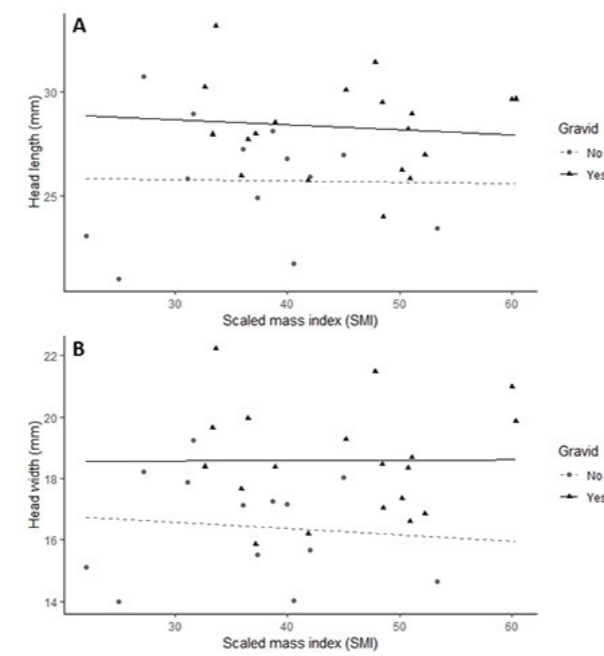 A
Head length (mm)
30
25
30 40 50 60
Scaled mass index (SMI)
Gravid
No
Yes
B
Head width (mm)
22
20
18
16
14
30 40 50 60
Scaled mass index (SMI)
Gravid
No
Yes